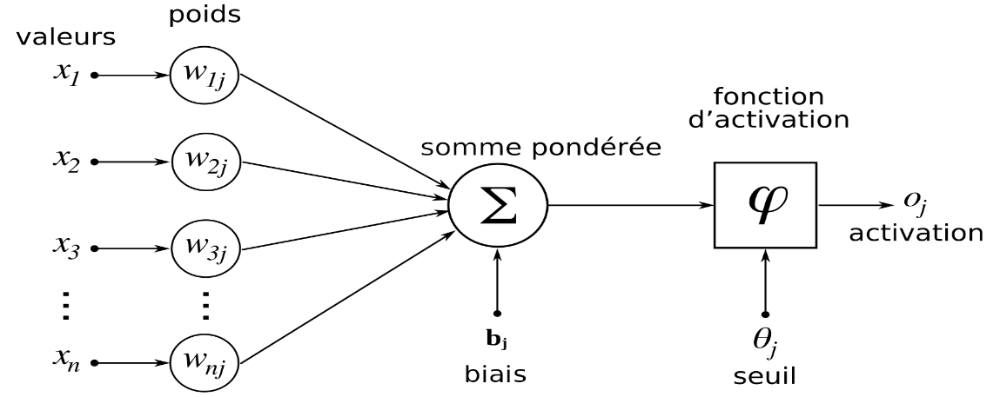 poids
valeurs
x1
w1j
x2
w2j
x3
w3j
xn
wnj
somme pondérée
Σ
bj
biais
fonction
d’activation
φ
θj
seuil
oj
activation